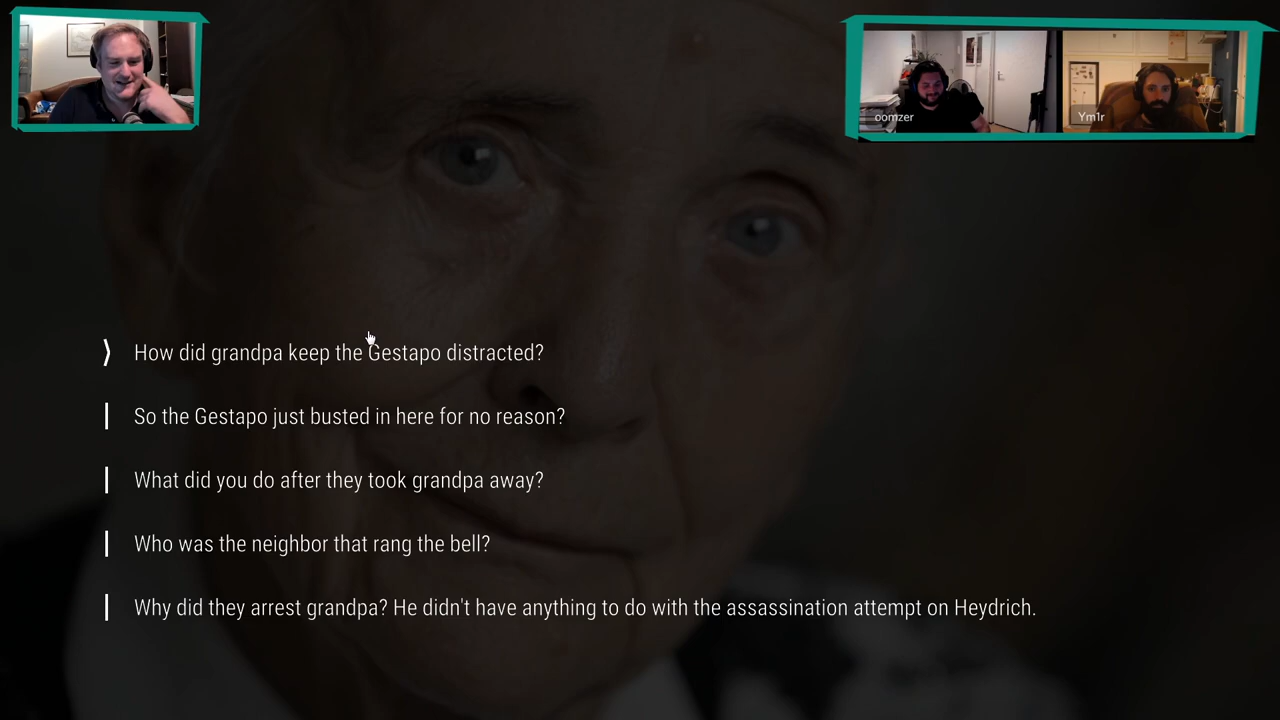 oomzer
Ym1r
How did grandpa keep the Gestapo distracted?
So the Gestapo just busted in here for no reason?
What did you do after they took grandpa away?
Who was the neighbor that rang the bell?
Why did they arrest grandpa? He didn't have anything to do with the assassination attempt on Heydrich.